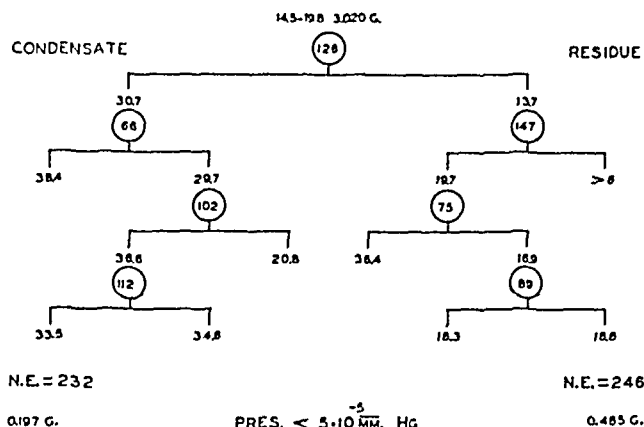 14.5-19.8 3.020 G.
CONDENSATE
126
RESIDUE
30.7
13.7
66
147
38.4
29.7
19.7
> 6
102
75
36.6
20.8
36.4
16.9
112
89
33.5
34.8
18.3
18.8
N.E.=232
N.E.=246
0.197 G.
PRES. < 5·10⁻⁵ MM. HG
0.485 G.